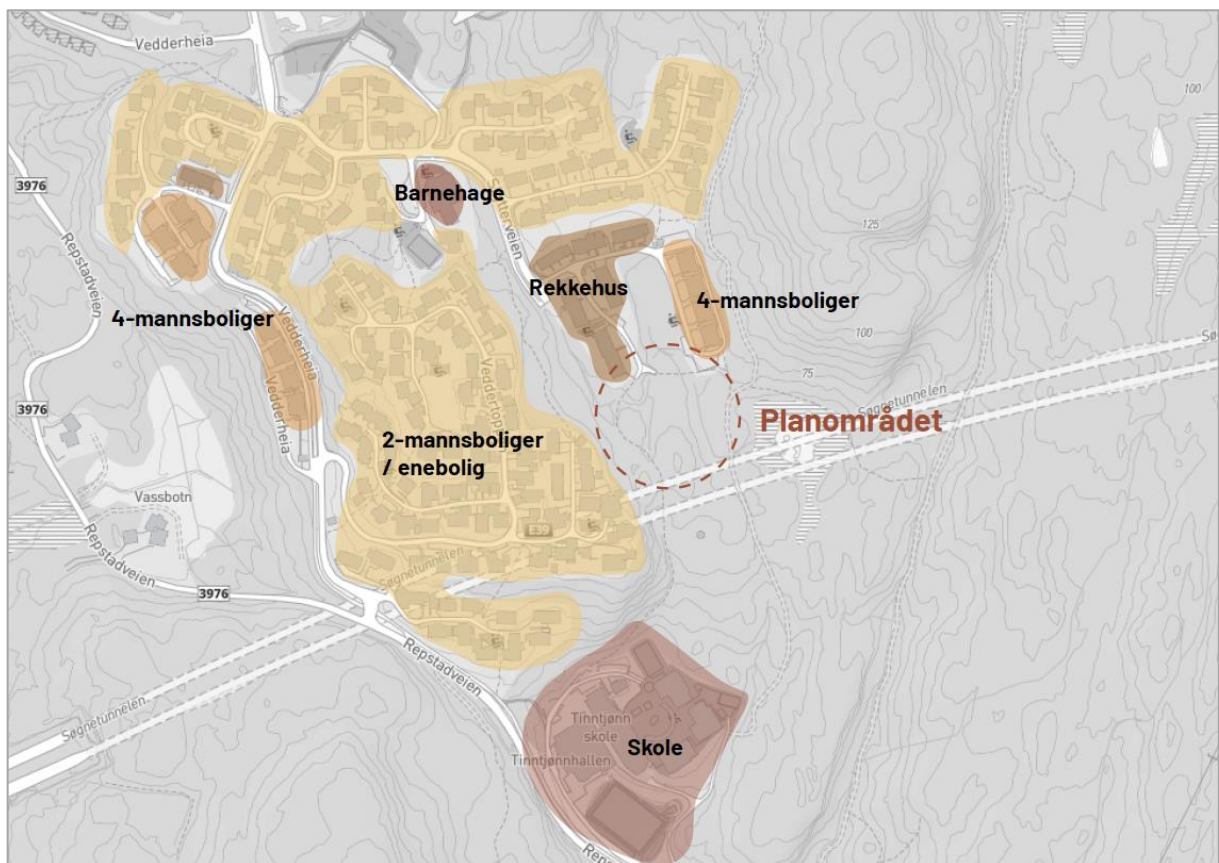 Vedderheia
100
3976
Barnehage
125
Repstadveien
Rekkehus
4-mannsboliger
4-mannsboliger
Vedderheia
100
Søgnetunnelen
75
3976
Vedderheia
Planområdet
2-mannsboliger
/ enebolig
Vassbotn
E39
Repstadveien
Søgnetunnelen
3976
Repstadveien
Søgnetunnelen
Tinntjønn
skole
Skole
Tinntjønnhallen